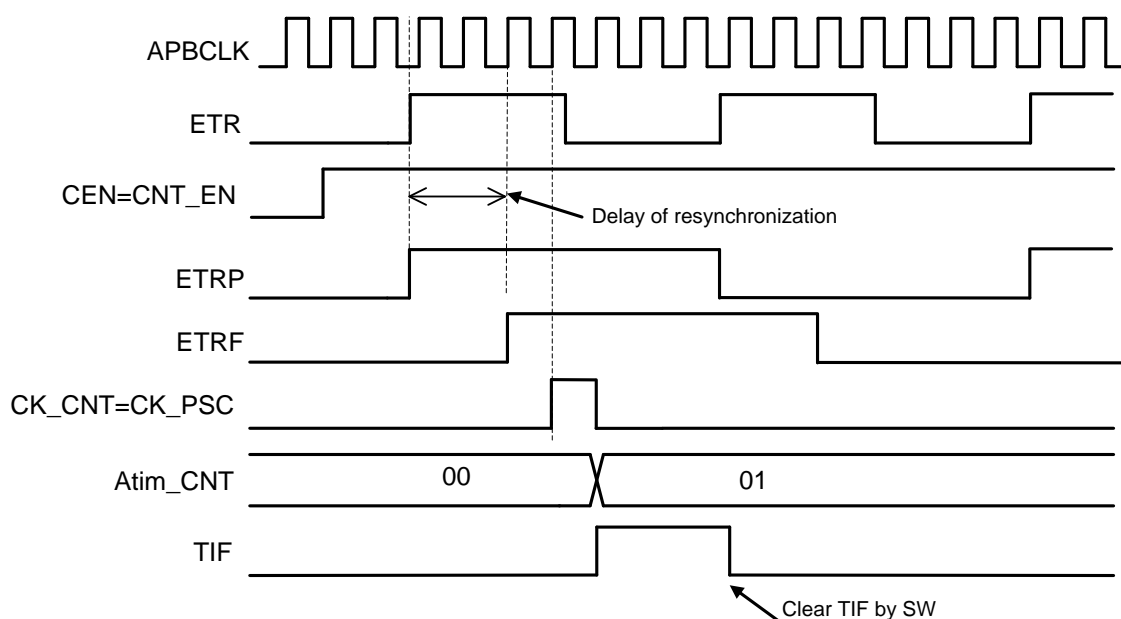 APBCLK
ETR
CEN=CNT_EN
Delay of resynchronization
ETRP
ETRF
CK_CNT=CK_PSC
Atim_CNT
00
01
TIF
Clear TIF by SW